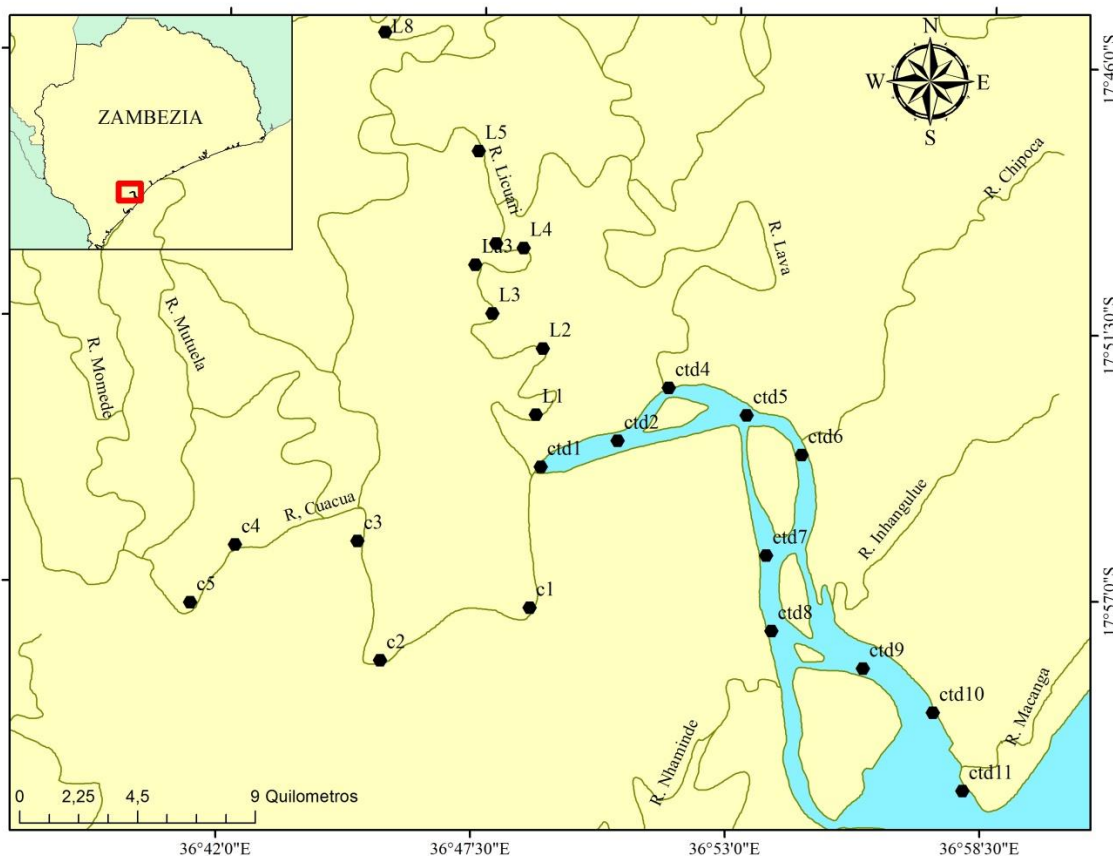 ZAMBEZIA
N
W E
S
L8
L5
R. Licuari
L4
La3
L3
L2
L1
R. Lava
R. Chipoca
R. Mutuela
R. Momede
ctd4
ctd5
ctd2
ctd6
ctd1
R, Cuacua
c4
c3
c5
c1
c2
R. Inhangulue
ctd7
ctd8
ctd9
ctd10
ctd11
R. Macanga
R. Nhaminde
0 2,25 4,5 9 Quilometros
17°46'0"S
17°51'30"S
17°57'0"S
36°42'0"E 36°47'30"E 36°53'0"E 36°58'30"E